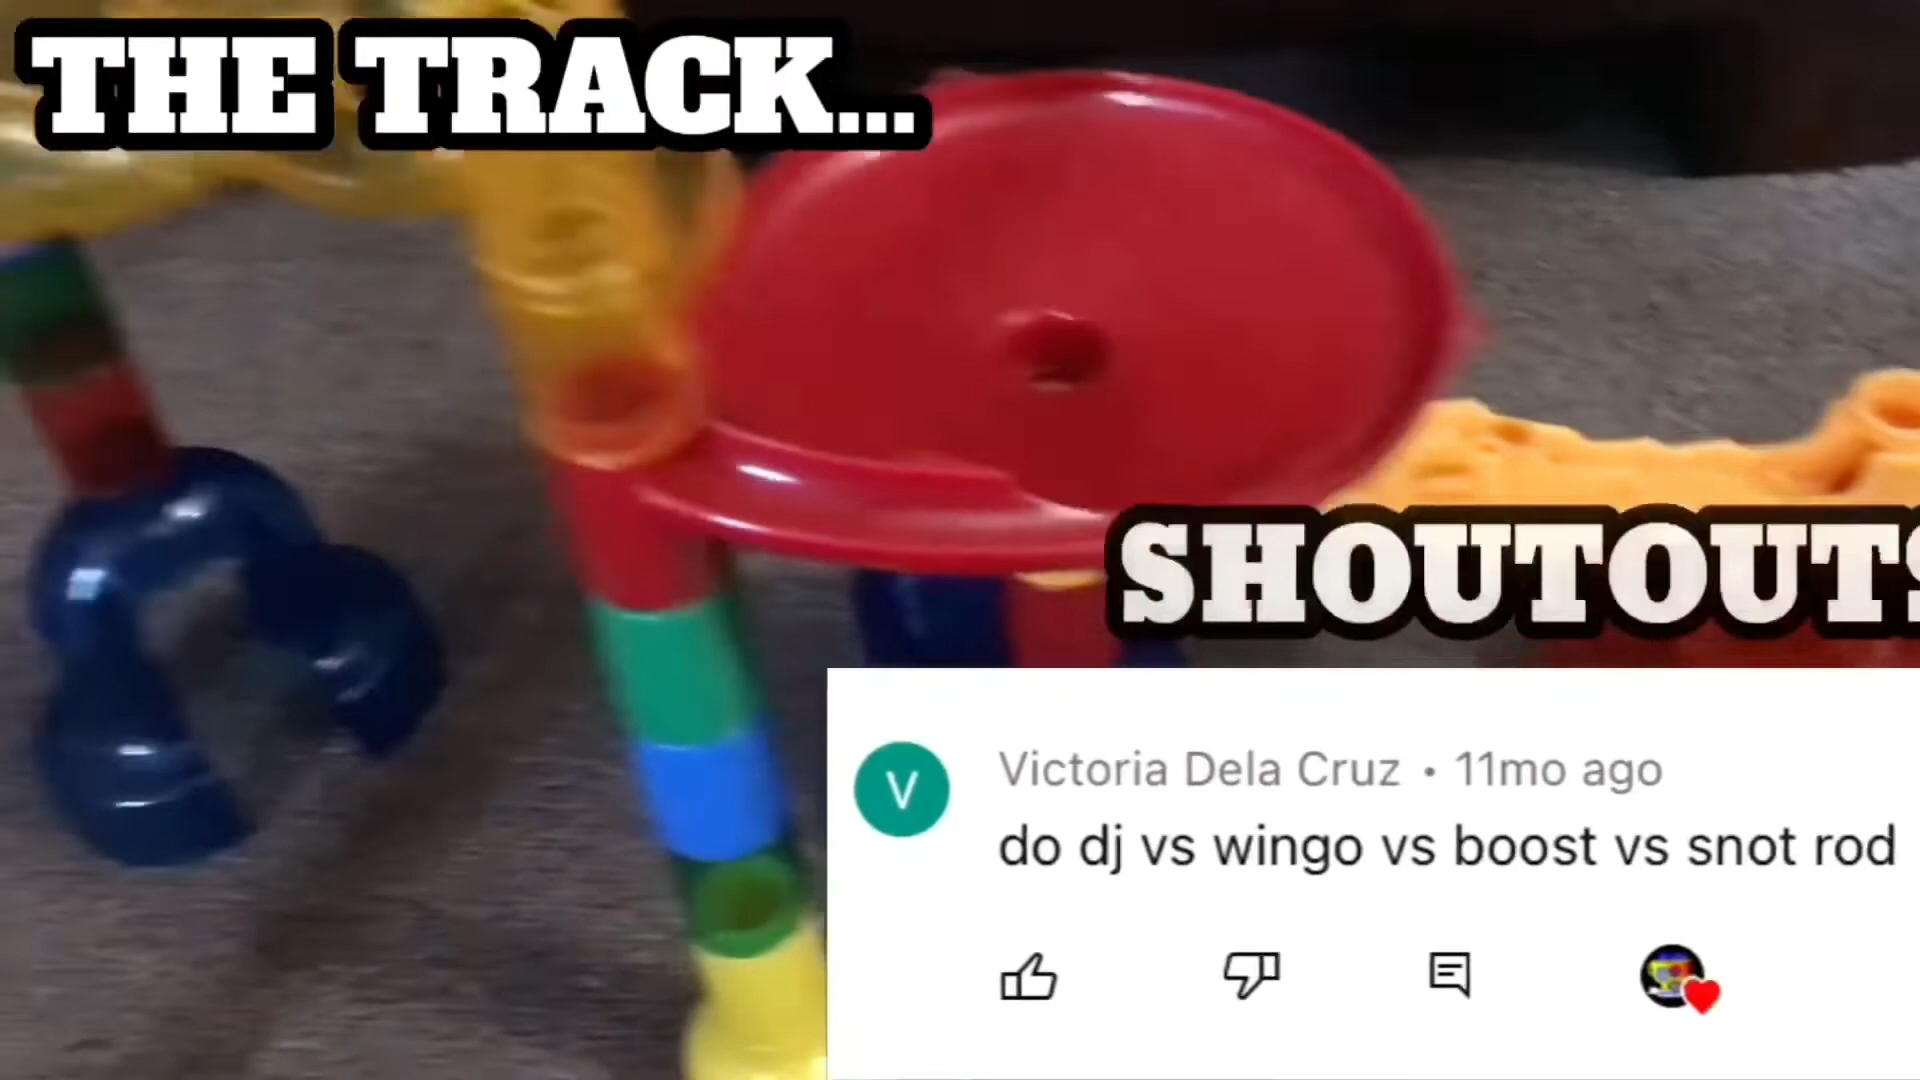 THE TRACK...
SHOUTOUTS
V
Victoria Dela Cruz • 11mo ago
do dj vs wingo vs boost vs snot rod